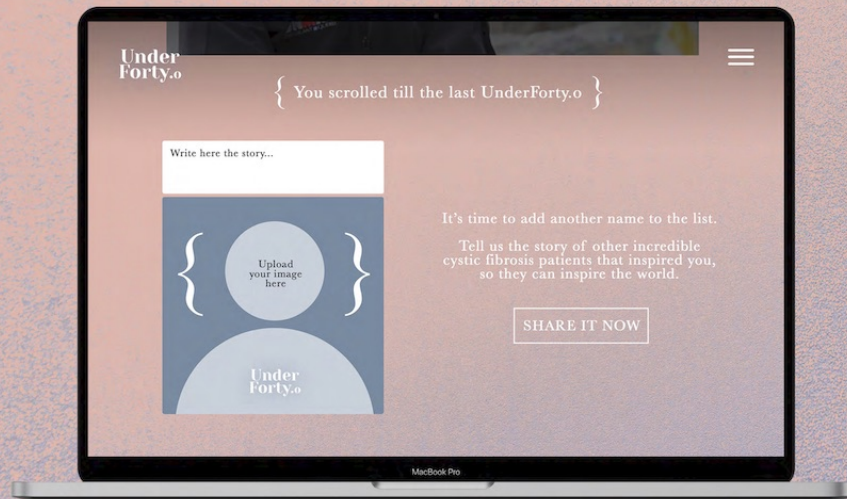 Under
Forty.o
{ You scrolled till the last UnderForty.o }
Write here the story...
{ Upload
your image
here }
Under
Forty.o
It's time to add another name to the list.
Tell us the story of other incredible
cystic fibrosis patients that inspired you,
so they can inspire the world.
SHARE IT NOW
MacBook Pro